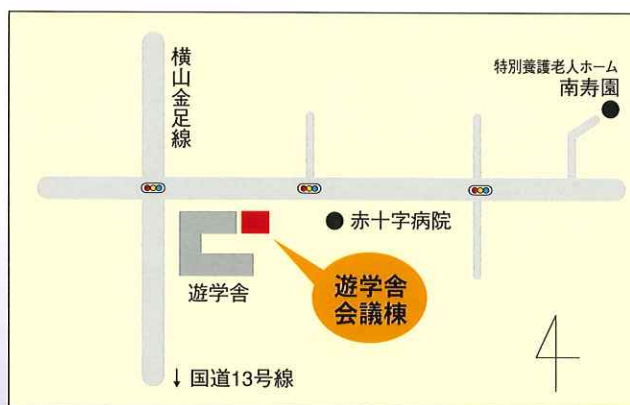 横山金足線
特別養護老人ホーム
南寿園
赤十字病院
遊学舎
遊学舎
会議棟
↓ 国道13号線